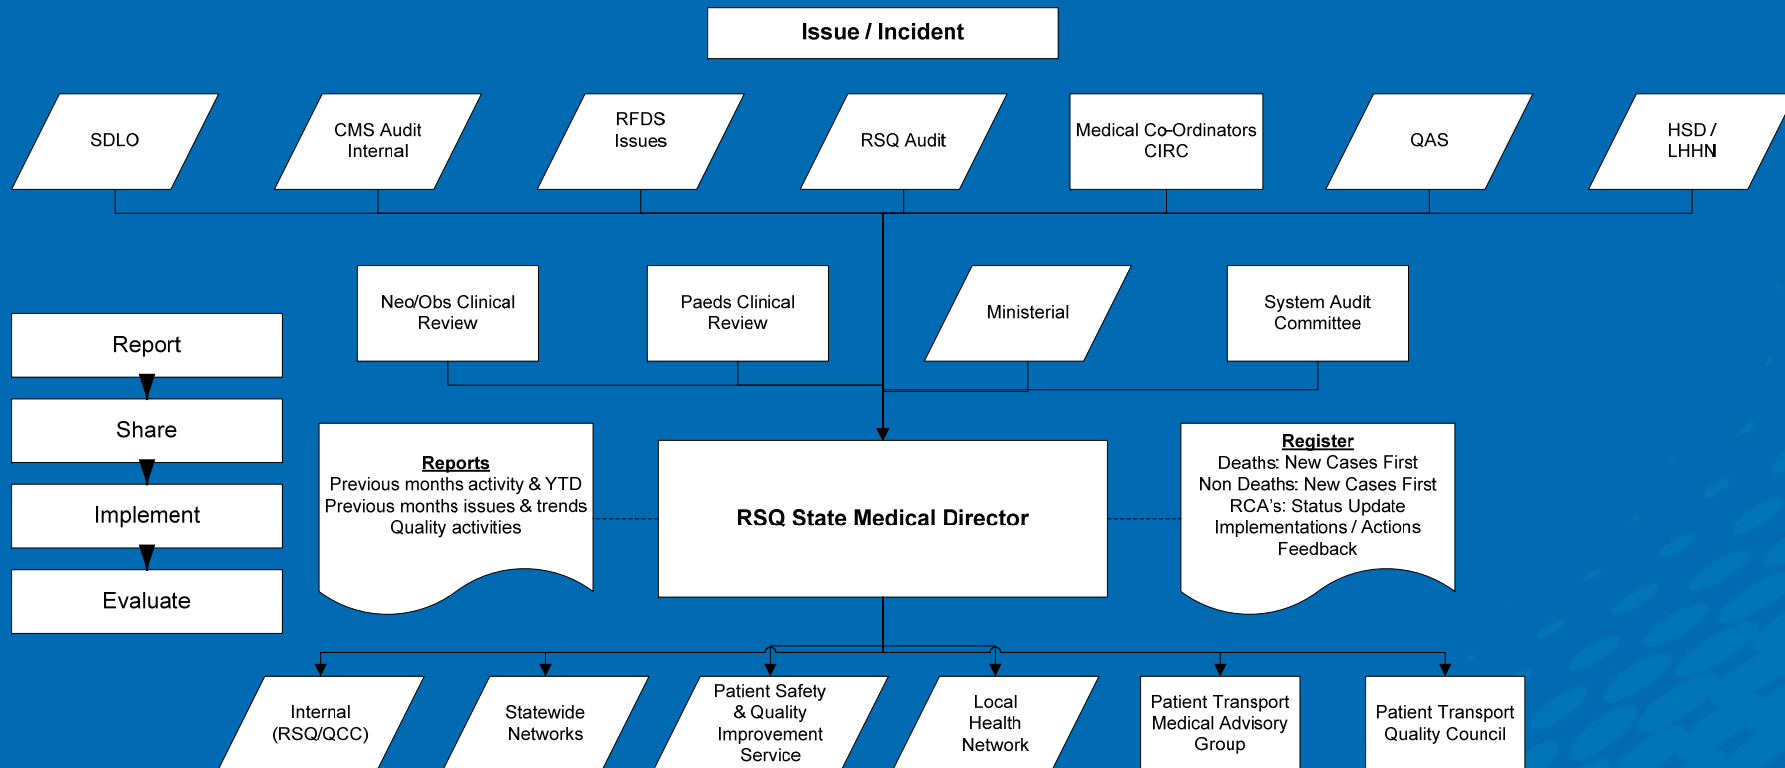 Issue / Incident
SDLO
CMS Audit
Internal
RFDS
Issues
RSQ Audit
Medical Co-Ordinators
CIRC
QAS
HSD /
LHHN
Neo/Obs Clinical
Review
Paeds Clinical
Review
Ministerial
System Audit
Committee
Report
Share
Implement
Evaluate
Reports
Previous months activity & YTD
Previous months issues & trends
Quality activities
RSQ State Medical Director
Register
Deaths: New Cases First
Non Deaths: New Cases First
RCA's: Status Update
Implementations / Actions
Feedback
Internal
(RSQ/QCC)
Statewide
Networks
Patient Safety
& Quality
Improvement
Service
Local
Health
Network
Patient Transport
Medical Advisory
Group
Patient Transport
Quality Council